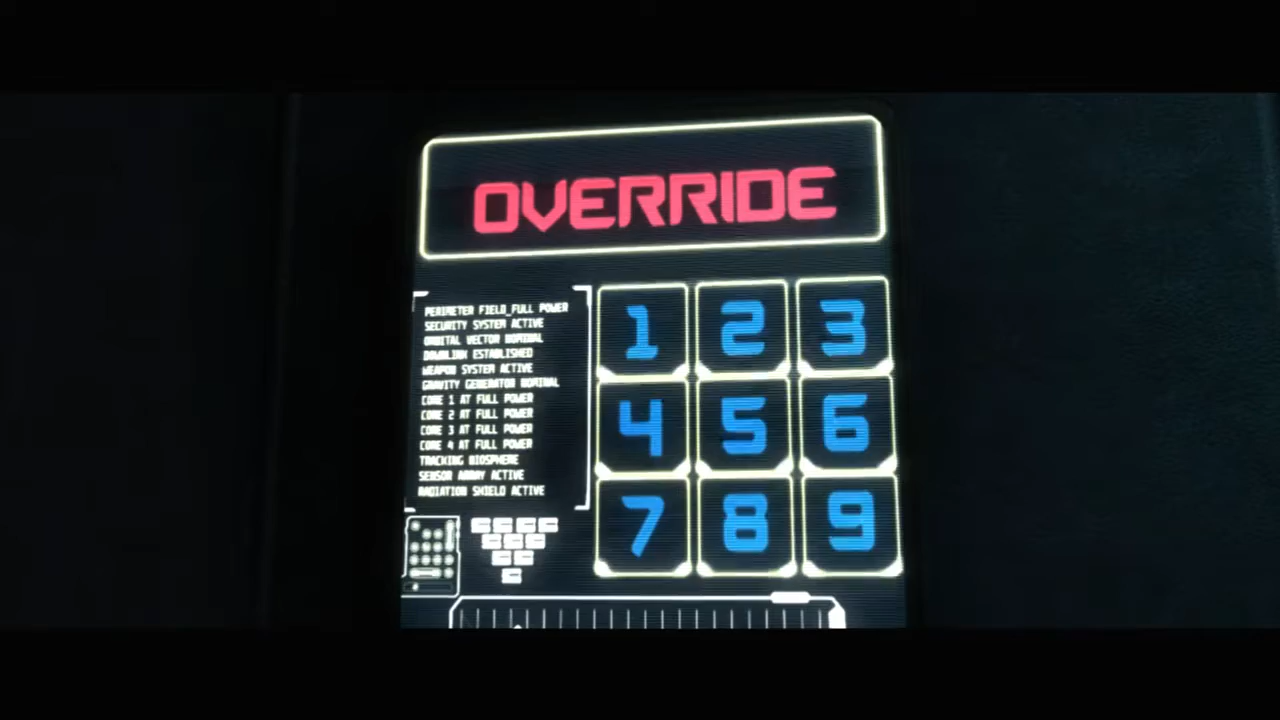 OVERRIDE
PERIMETER FIELD_FULL POWER
SECURITY SYSTEM ACTIVE
ORBITAL VECTOR NOMINAL
DOWNLINK ESTABLISHED
WEAPON SYSTEM ACTIVE
GRAVITY GENERATOR NOMINAL
CORE 1 AT FULL POWER
CORE 2 AT FULL POWER
CORE 3 AT FULL POWER
CORE 4 AT FULL POWER
TRACKING BIOSPHERE
SENSOR ARRAY ACTIVE
RADIATION SHIELD ACTIVE
1 2 3
4 5 6
7 8 9